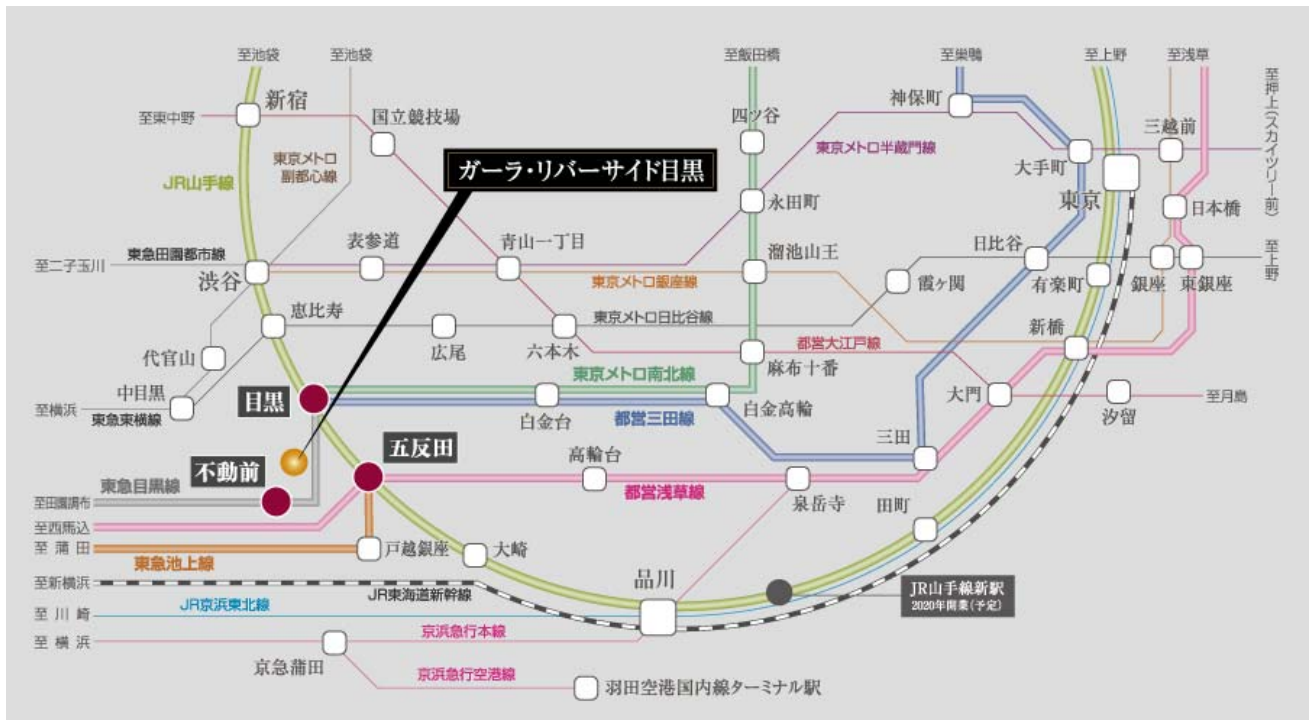 至池袋
至池袋
至飯田橋
至巣鴨
至上野
至浅草
新宿
至東中野
国立競技場
四ッ谷
神保町
三越前
至押上(スカイツリー前)
東京メトロ
副都心線
JR山手線
ガーラ・リバーサイド目黒
東京メトロ半蔵門線
大手町
東京
永田町
日本橋
東急田園都市線
表参道
青山一丁目
溜池山王
日比谷
至二子玉川
渋谷
東京メトロ銀座線
霞ヶ関
有楽町
銀座
東銀座
至上野
恵比寿
広尾
六本木
東京メトロ日比谷線
都営大江戸線
新橋
代官山
麻布十番
中目黒
目黒
東京メトロ南北線
大門
汐留
至月島
至横浜
東急東横線
白金台
都営三田線
白金高輪
三田
五反田
不動前
高輪台
東急目黒線
都営浅草線
泉岳寺
田町
至田園調布
至西馬込
至蒲田
東急池上線
戸越銀座
大崎
品川
至新横浜
JR東海道新幹線
JR山手線新駅
2020年開業(予定)
JR京浜東北線
至川崎
至横浜
京浜急行本線
京急蒲田
京浜急行空港線
羽田空港国内線ターミナル駅